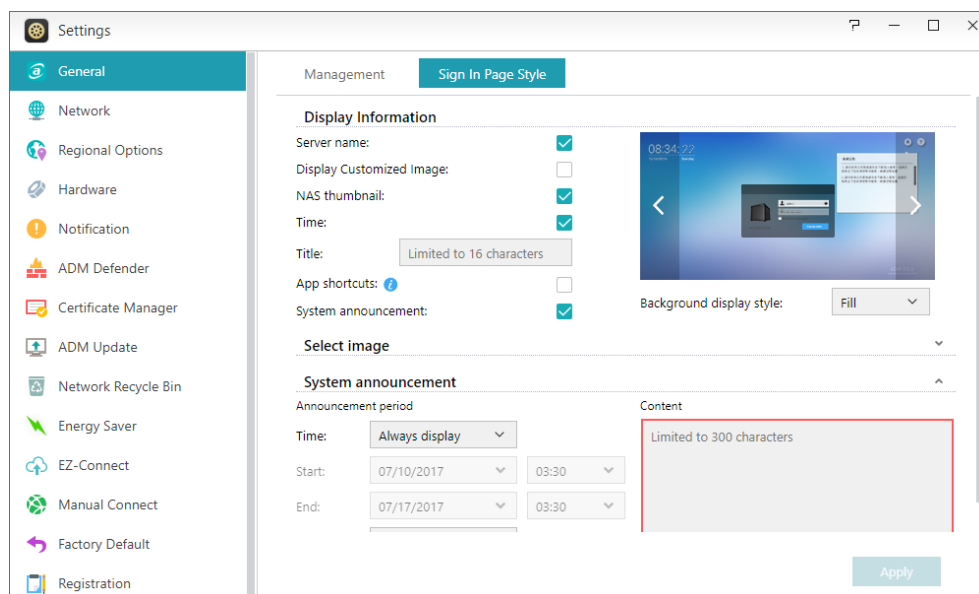 Settings
General
Network
Regional Options
Hardware
Notification
ADM Defender
Certificate Manager
ADM Update
Network Recycle Bin
Energy Saver
EZ-Connect
Manual Connect
Factory Default
Registration
Management
Sign In Page Style
Display Information
Server name:
Display Customized Image:
NAS thumbnail:
Time:
Title:
Limited to 16 characters
App shortcuts:
System announcement:
08:34:22
Background display style:
Fill
Select image
System announcement
Announcement period
Time:
Always display
Start:
07/10/2017
03:30
End:
07/17/2017
03:30
Content
Limited to 300 characters
Apply